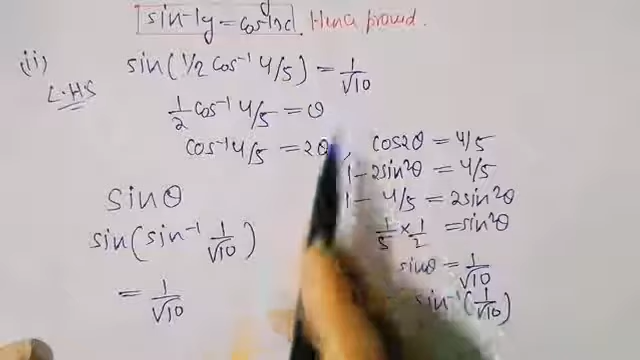 sin-1y = cos-1x. Hence proved.
(ii) sin(1/2 cos⁻¹ 4/5) = 1/√10
L.H.S
1/2 cos⁻¹ 4/5 = θ
cos⁻¹ 4/5 = 2θ, cos2θ = 4/5
1 - 2sin²θ = 4/5
sinθ 1 - 4/5 = 2sin²θ
sin(sin⁻¹ 1/√10) 1/5 × 1/2 = sin²θ
sinθ = 1/√10
= 1/√10 sin⁻¹(1/√10)